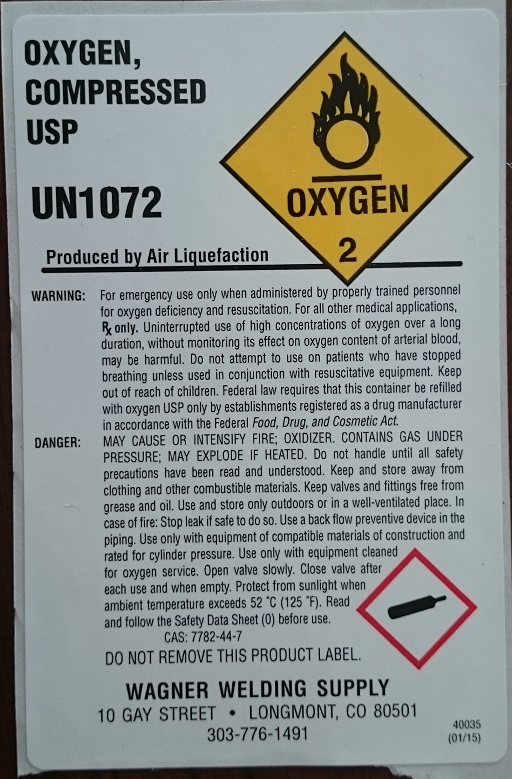 OXYGEN,
COMPRESSED
USP
UN1072
OXYGEN
2
Produced by Air Liquefaction
WARNING: For emergency use only when administered by properly trained personnel
for oxygen deficiency and resuscitation. For all other medical applications,
℞ only. Uninterrupted use of high concentrations of oxygen over a long
duration, without monitoring its effect on oxygen content of arterial blood,
may be harmful. Do not attempt to use on patients who have stopped
breathing unless used in conjunction with resuscitative equipment. Keep
out of reach of children. Federal law requires that this container be refilled
with oxygen USP only by establishments registered as a drug manufacturer
in accordance with the Federal Food, Drug, and Cosmetic Act.
DANGER: MAY CAUSE OR INTENSIFY FIRE; OXIDIZER. CONTAINS GAS UNDER
PRESSURE; MAY EXPLODE IF HEATED. Do not handle until all safety
precautions have been read and understood. Keep and store away from
clothing and other combustible materials. Keep valves and fittings free from
grease and oil. Use and store only outdoors or in a well-ventilated place. In
case of fire: Stop leak if safe to do so. Use a back flow preventive device in the
piping. Use only with equipment of compatible materials of construction and
rated for cylinder pressure. Use only with equipment cleaned
for oxygen service. Open valve slowly. Close valve after
each use and when empty. Protect from sunlight when
ambient temperature exceeds 52 °C (125 °F). Read
and follow the Safety Data Sheet (0) before use.
CAS: 7782-44-7
DO NOT REMOVE THIS PRODUCT LABEL.
WAGNER WELDING SUPPLY
10 GAY STREET • LONGMONT, CO 80501
303-776-1491
40035
(01/15)